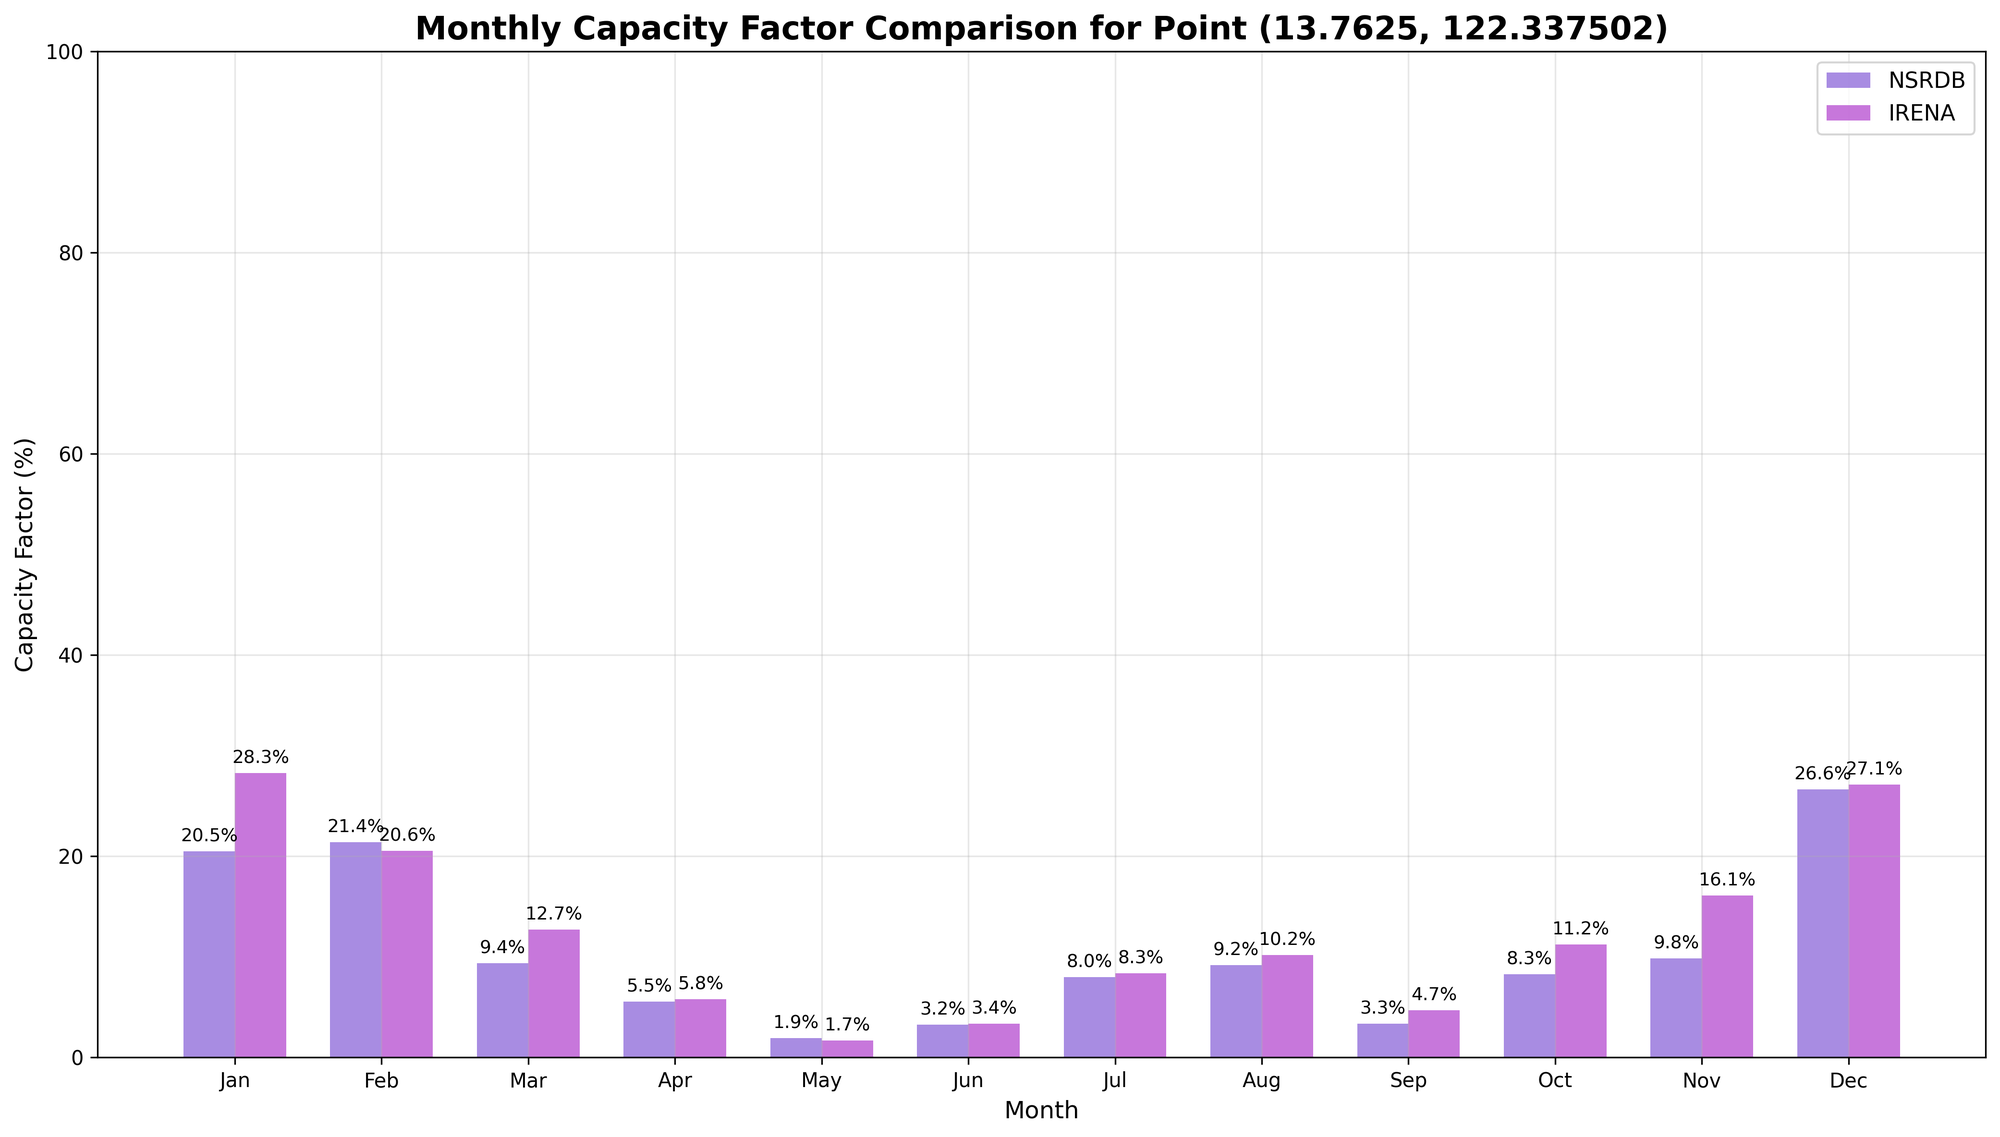 Monthly Capacity Factor Comparison for Point (13.7625, 122.337502)
NSRDB
IRENA
Capacity Factor (%)
100
80
60
40
20
0
20.5%
28.3%
21.4%
20.6%
9.4%
12.7%
5.5%
5.8%
1.9%
1.7%
3.2%
3.4%
8.0%
8.3%
9.2%
10.2%
3.3%
4.7%
8.3%
11.2%
9.8%
16.1%
26.6%
27.1%
Jan
Feb
Mar
Apr
May
Jun
Jul
Aug
Sep
Oct
Nov
Dec
Month